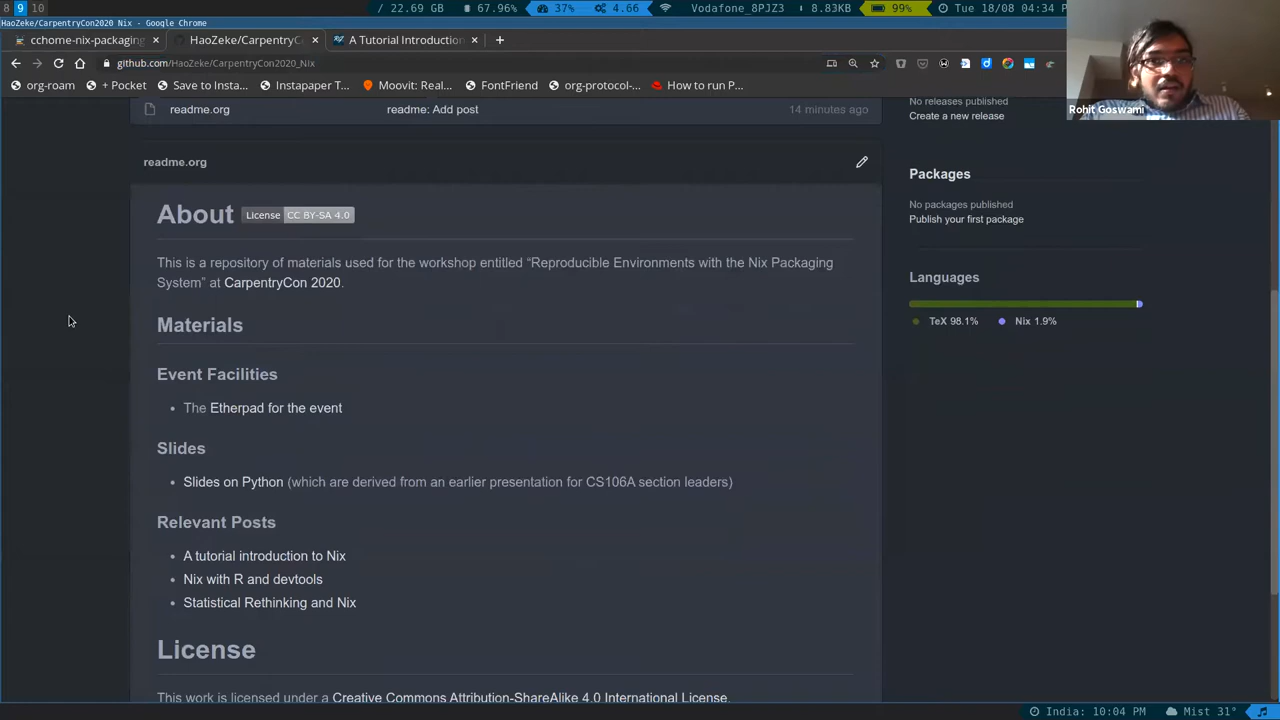 8 9 10
/ 22.69 GB 67.96% 37% 4.66 Vodafone_8PJZ3 8.83KB 99% Tue 18/08 04:34
HaoZeke/CarpentryCon2020 Nix - Google Chrome
cchome-nix-packaging × HaoZeke/CarpentryC × A Tutorial Introduction × +
github.com/HaoZeke/CarpentryCon2020_Nix
org-roam + Pocket Save to Insta... Instapaper T... Moovit: Real... FontFriend org-protocol-... How to run P...
Rohit Goswami
readme.org readme: Add post 14 minutes ago
No releases published
Create a new release
readme.org
Packages
No packages published
Publish your first package
Languages
TeX 98.1% Nix 1.9%
About License CC BY-SA 4.0
This is a repository of materials used for the workshop entitled “Reproducible Environments with the Nix Packaging
System” at CarpentryCon 2020.
Materials
Event Facilities
• The Etherpad for the event
Slides
• Slides on Python (which are derived from an earlier presentation for CS106A section leaders)
Relevant Posts
• A tutorial introduction to Nix
• Nix with R and devtools
• Statistical Rethinking and Nix
License
This work is licensed under a Creative Commons Attribution-ShareAlike 4.0 International License.
India: 10:04 PM Mist 31°